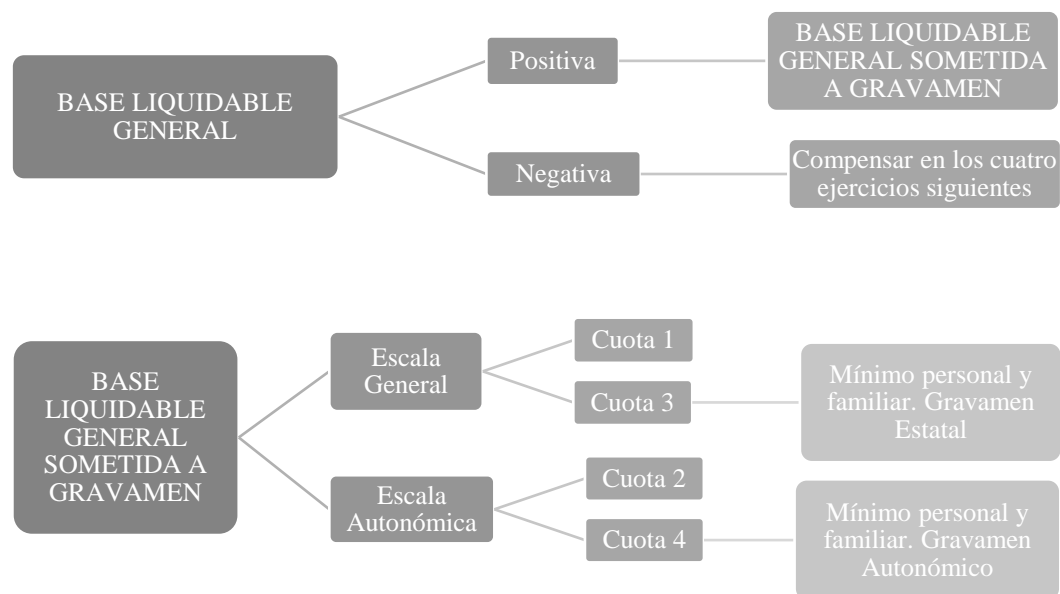 BASE LIQUIDABLE
GENERAL
Positiva
BASE LIQUIDABLE
GENERAL SOMETIDA
A GRAVAMEN
Negativa
Compensar en los cuatro
ejercicios siguientes
BASE
LIQUIDABLE
GENERAL
SOMETIDA A
GRAVAMEN
Escala
General
Cuota 1
Cuota 3
Mínimo personal y
familiar. Gravamen
Estatal
Escala
Autonómica
Cuota 2
Cuota 4
Mínimo personal y
familiar. Gravamen
Autonómico